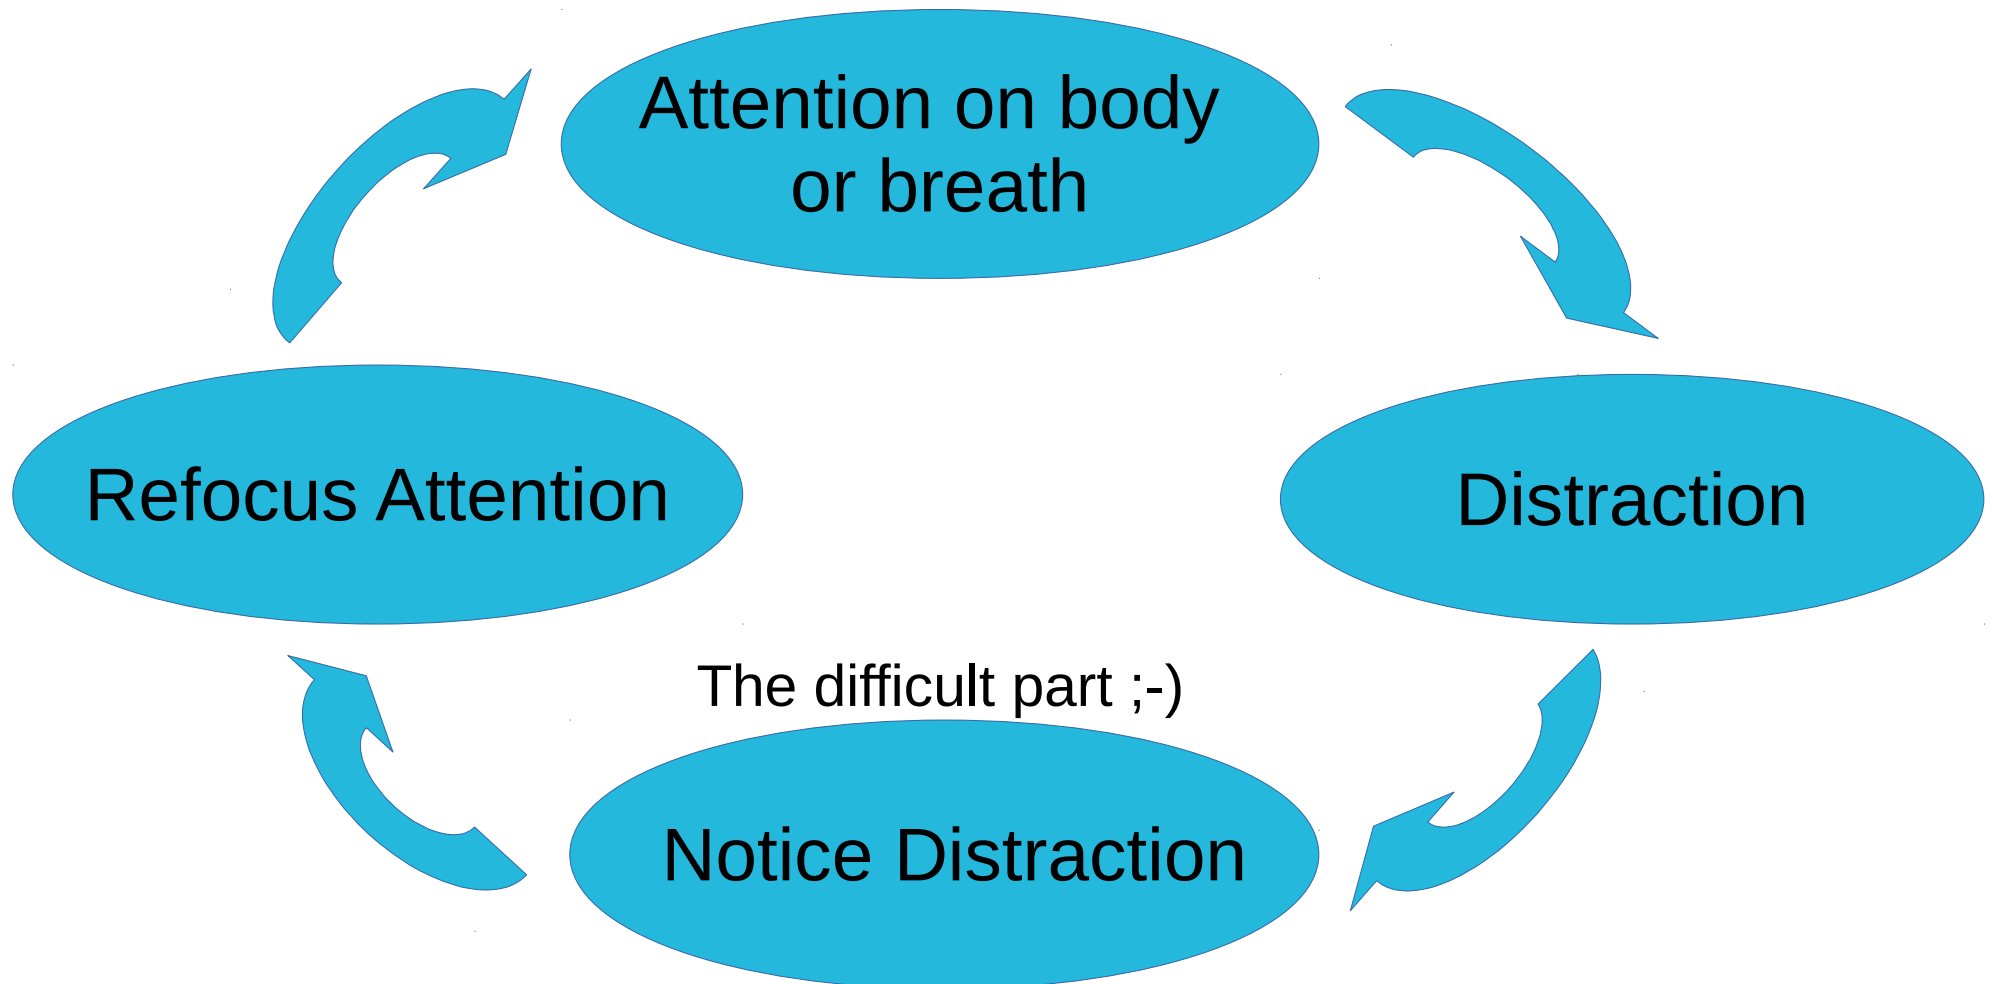 Attention on body
or breath
Refocus Attention
Distraction
The difficult part ;-)
Notice Distraction